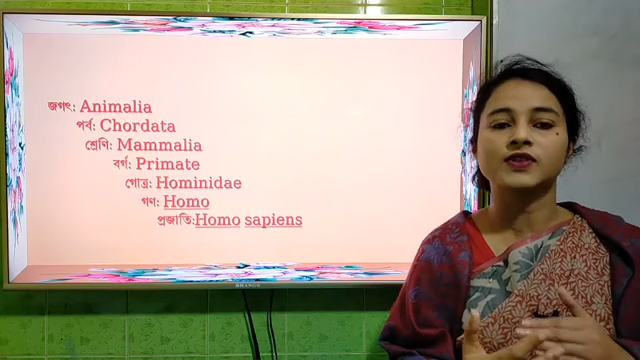 জগৎ: Animalia
পর্ব: Chordata
শ্রেণি: Mammalia
বর্গ: Primate
গোত্র: Hominidae
গণ: Homo
প্রজাতি:Homo sapiens